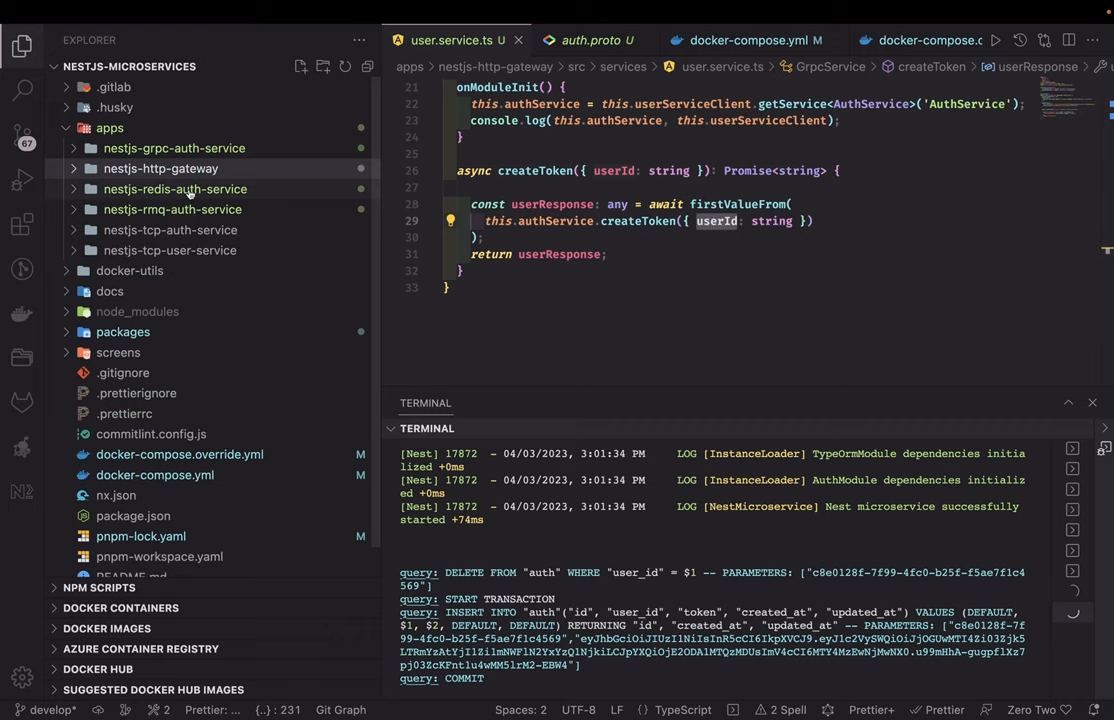 EXPLORER
NESTJS-MICROSERVICES
.gitlab
.husky
apps
nestjs-grpc-auth-service
nestjs-http-gateway
nestjs-redis-auth-service
nestjs-rmq-auth-service
nestjs-tcp-auth-service
nestjs-tcp-user-service
docker-utils
docs
node_modules
packages
screens
.gitignore
.prettierignore
.prettierrc
commitlint.config.js
docker-compose.override.yml M
docker-compose.yml M
nx.json
package.json
pnpm-lock.yaml M
pnpm-workspace.yaml
README.md
NPM SCRIPTS
DOCKER CONTAINERS
DOCKER IMAGES
AZURE CONTAINER REGISTRY
DOCKER HUB
SUGGESTED DOCKER HUB IMAGES
67
user.service.ts U auth.proto U docker-compose.yml M docker-compose.c
apps > nestjs-http-gateway > src > services > user.service.ts > GrpcService > createToken > userResponse
21 onModuleInit() {
22 this.authService = this.userServiceClient.getService<AuthService>('AuthService');
23 console.log(this.authService, this.userServiceClient);
24 }
25
26 async createToken({ userId: string }): Promise<string> {
27
28 const userResponse: any = await firstValueFrom(
29 this.authService.createToken({ userId: string })
30 );
31 return userResponse;
32 }
33 }
TERMINAL
TERMINAL
[Nest] 17872 - 04/03/2023, 3:01:34 PM LOG [InstanceLoader] TypeOrmModule dependencies initia
lized +0ms
[Nest] 17872 - 04/03/2023, 3:01:34 PM LOG [InstanceLoader] AuthModule dependencies initializ
ed +0ms
[Nest] 17872 - 04/03/2023, 3:01:34 PM LOG [NestMicroservice] Nest microservice successfully
started +74ms
query: DELETE FROM "auth" WHERE "user_id" = $1 -- PARAMETERS: ["c8e0128f-7f99-4fc0-b25f-f5ae7f1c4
569"]
query: START TRANSACTION
query: INSERT INTO "auth"("id", "user_id", "token", "created_at", "updated_at") VALUES (DEFAULT,
$1, $2, DEFAULT, DEFAULT) RETURNING "id", "created_at", "updated_at" -- PARAMETERS: ["c8e0128f-7f
99-4fc0-b25f-f5ae7f1c4569",
query: COMMIT
develop* 2 Prettier: ... {..} : 231 Git Graph Spaces: 2 UTF-8 LF {} TypeScript 2 Spell Prettier+ Prettier Zero Two